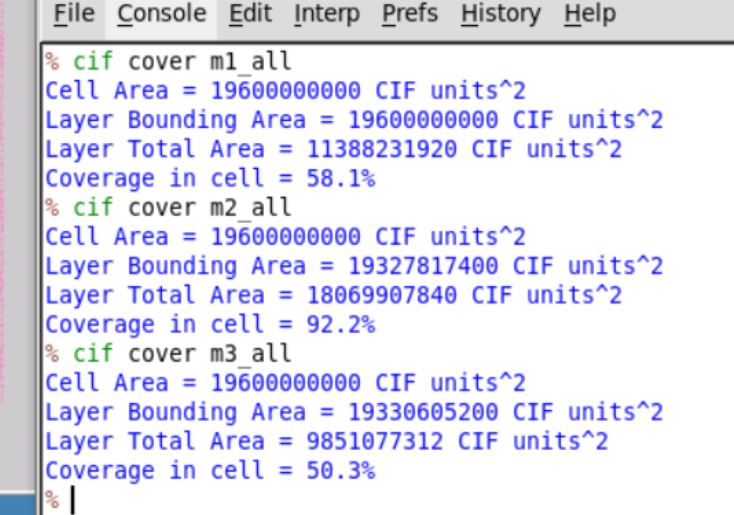 File Console Edit Interp Prefs History Help
% cif cover m1_all
Cell Area = 19600000000 CIF units^2
Layer Bounding Area = 19600000000 CIF units^2
Layer Total Area = 11388231920 CIF units^2
Coverage in cell = 58.1%
% cif cover m2_all
Cell Area = 19600000000 CIF units^2
Layer Bounding Area = 19327817400 CIF units^2
Layer Total Area = 18069907840 CIF units^2
Coverage in cell = 92.2%
% cif cover m3_all
Cell Area = 19600000000 CIF units^2
Layer Bounding Area = 19330605200 CIF units^2
Layer Total Area = 9851077312 CIF units^2
Coverage in cell = 50.3%
%